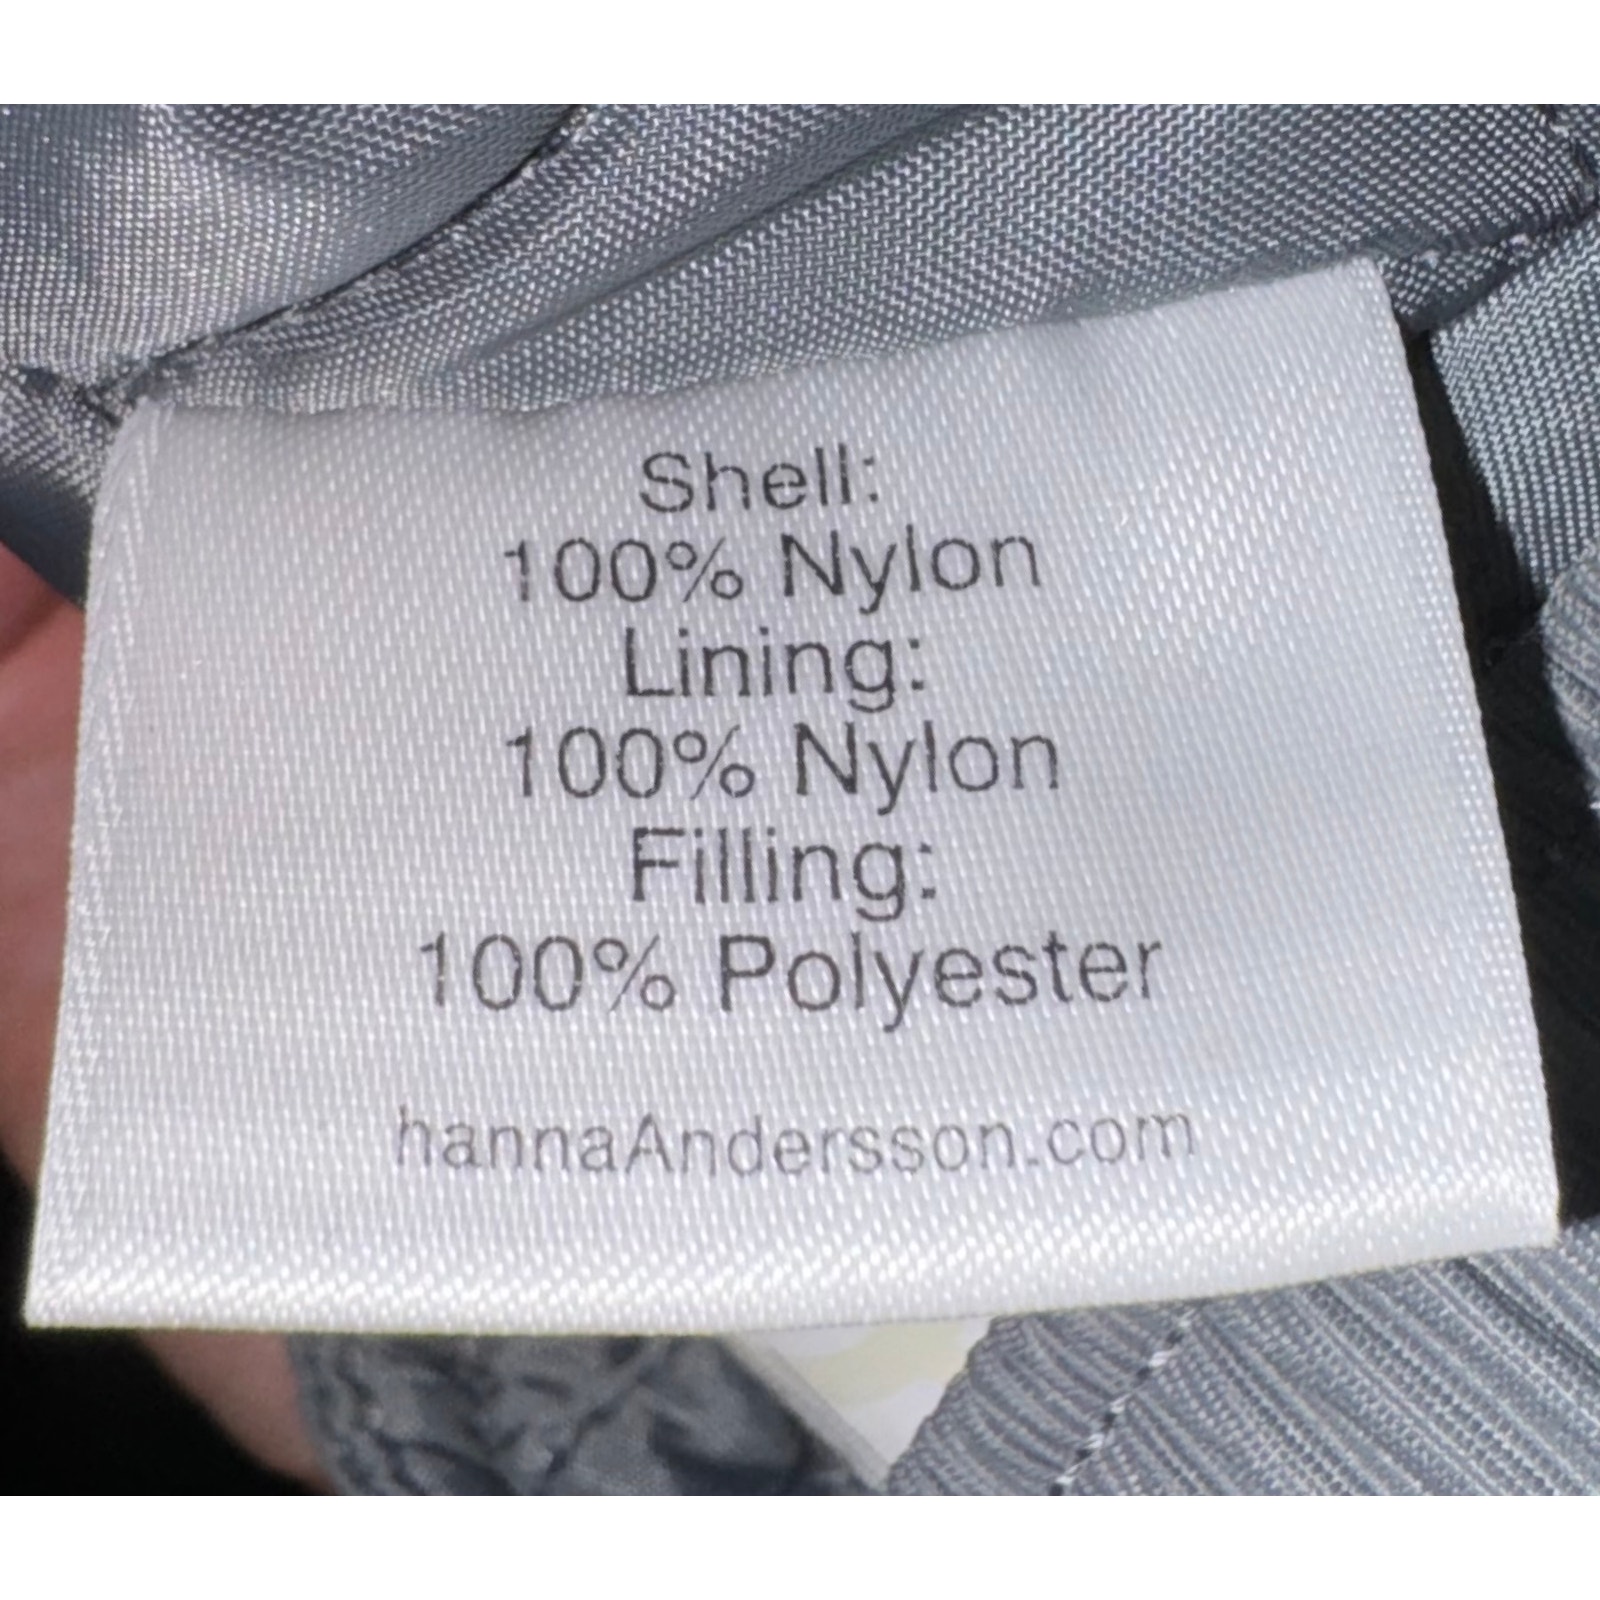 Shell:
100% Nylon
Lining:
100% Nylon
Filling:
100% Polyester
hannaAndersson.com